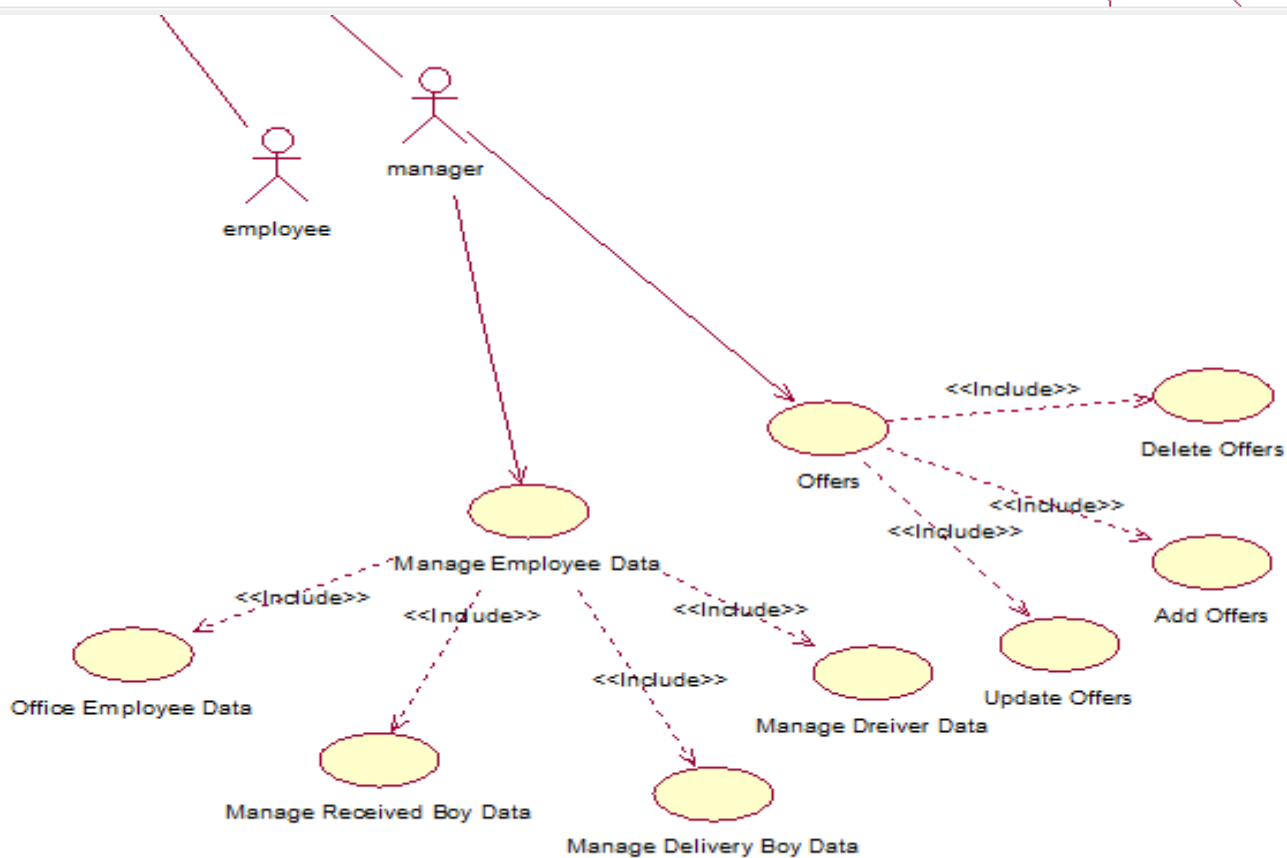 manager
employee
<<Include>>
Delete Offers
Offers
<<Include>>
<<Include>>
Manage Employee Data
<<Include>>
<<Include>>
<<Include>>
Add Offers
<<Include>>
Update Offers
Office Employee Data
Manage Dreiver Data
Manage Received Boy Data
Manage Delivery Boy Data